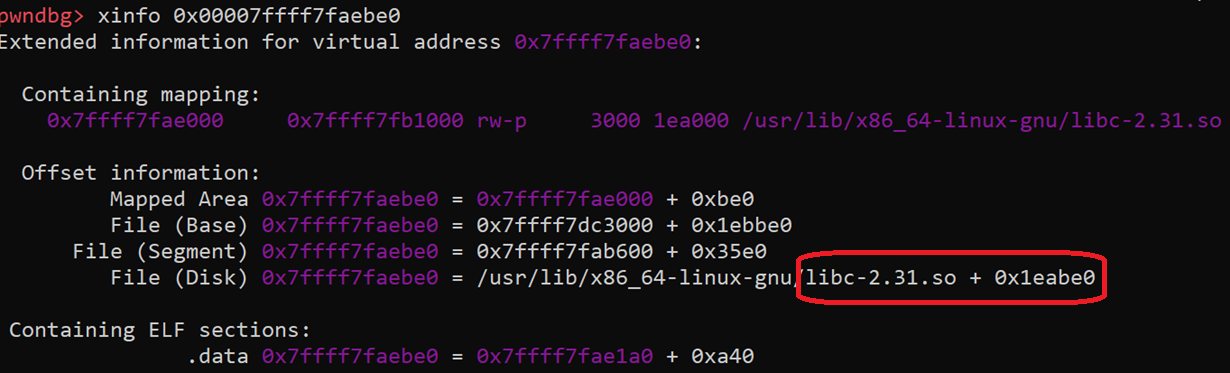 pwndbg> xinfo 0x00007ffff7faebe0
Extended information for virtual address 0x7ffff7faebe0:
Containing mapping:
0x7ffff7fae000 0x7ffff7fb1000 rw-p 3000 1ea000 /usr/lib/x86_64-linux-gnu/libc-2.31.so
Offset information:
Mapped Area 0x7ffff7faebe0 = 0x7ffff7fae000 + 0xbe0
File (Base) 0x7ffff7faebe0 = 0x7ffff7dc3000 + 0x1ebbe0
File (Segment) 0x7ffff7faebe0 = 0x7ffff7fab600 + 0x35e0
File (Disk) 0x7ffff7faebe0 = /usr/lib/x86_64-linux-gnu/libc-2.31.so + 0x1eabe0
Containing ELF sections:
.data 0x7ffff7faebe0 = 0x7ffff7fae1a0 + 0xa40